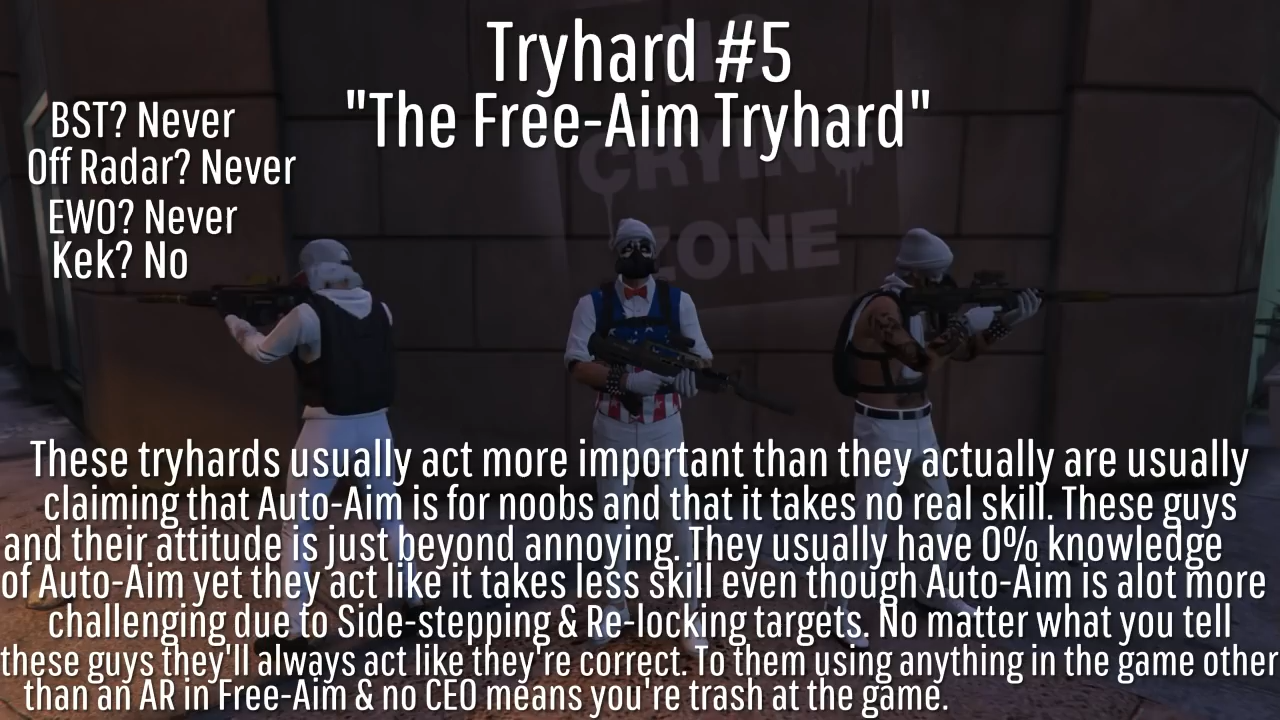 Tryhard #5
"The Free-Aim Tryhard"
BST? Never
Off Radar? Never
EWO? Never
Kek? No
NO
CRYING
ZONE
These tryhards usually act more important than they actually are usually
claiming that Auto-Aim is for noobs and that it takes no real skill. These guys
and their attitude is just beyond annoying. They usually have 0% knowledge
of Auto-Aim yet they act like it takes less skill even though Auto-Aim is alot more
challenging due to Side-stepping & Re-locking targets. No matter what you tell
these guys they'll always act like they're correct. To them using anything in the game other
than an AR in Free-Aim & no CEO means you're trash at the game.